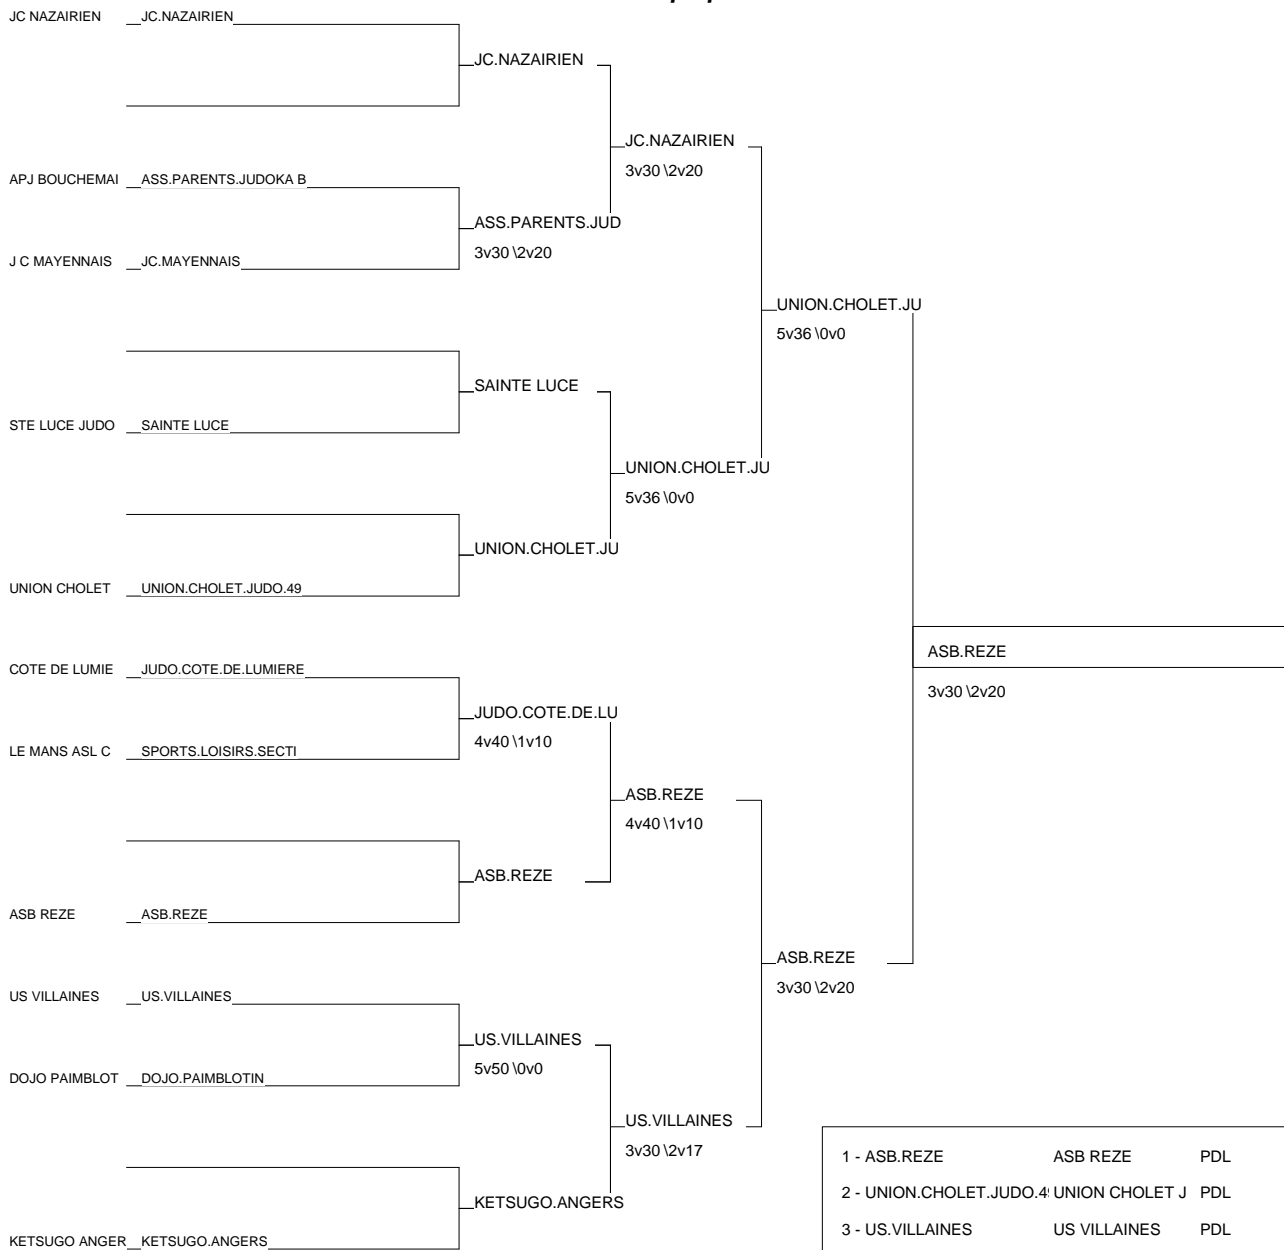 JC NAZAIRIEN JC.NAZAIRIEN
JC.NAZAIRIEN
JC.NAZAIRIEN
3v30 \2v20
APJ BOUCHEMAI ASS.PARENTS.JUDOKA B
ASS.PARENTS.JUD
3v30 \2v20
J C MAYENNAIS JC.MAYENNAIS
UNION.CHOLET.JU
5v36 \0v0
SAINTE LUCE
STE LUCE JUDO SAINTE LUCE
UNION.CHOLET.JU
5v36 \0v0
UNION.CHOLET.JU
UNION CHOLET UNION.CHOLET.JUDO.49
ASB.REZE
3v30 \2v20
COTE DE LUMIE JUDO.COTE.DE.LUMIERE
JUDO.COTE.DE.LU
4v40 \1v10
LE MANS ASL C SPORTS.LOISIRS.SECTI
ASB.REZE
4v40 \1v10
ASB.REZE
ASB REZE ASB.REZE
ASB.REZE
3v30 \2v20
US VILLAINES US.VILLAINES
US.VILLAINES
5v50 \0v0
DOJO PAIMBLOT DOJO.PAIMBLOTIN
US.VILLAINES
3v30 \2v17
KETSUGO.ANGERS
KETSUGO ANGER KETSUGO.ANGERS
1 - ASB.REZE ASB REZE PDL
2 - UNION.CHOLET.JUDO.4 UNION CHOLET J PDL
3 - US.VILLAINES US VILLAINES PDL